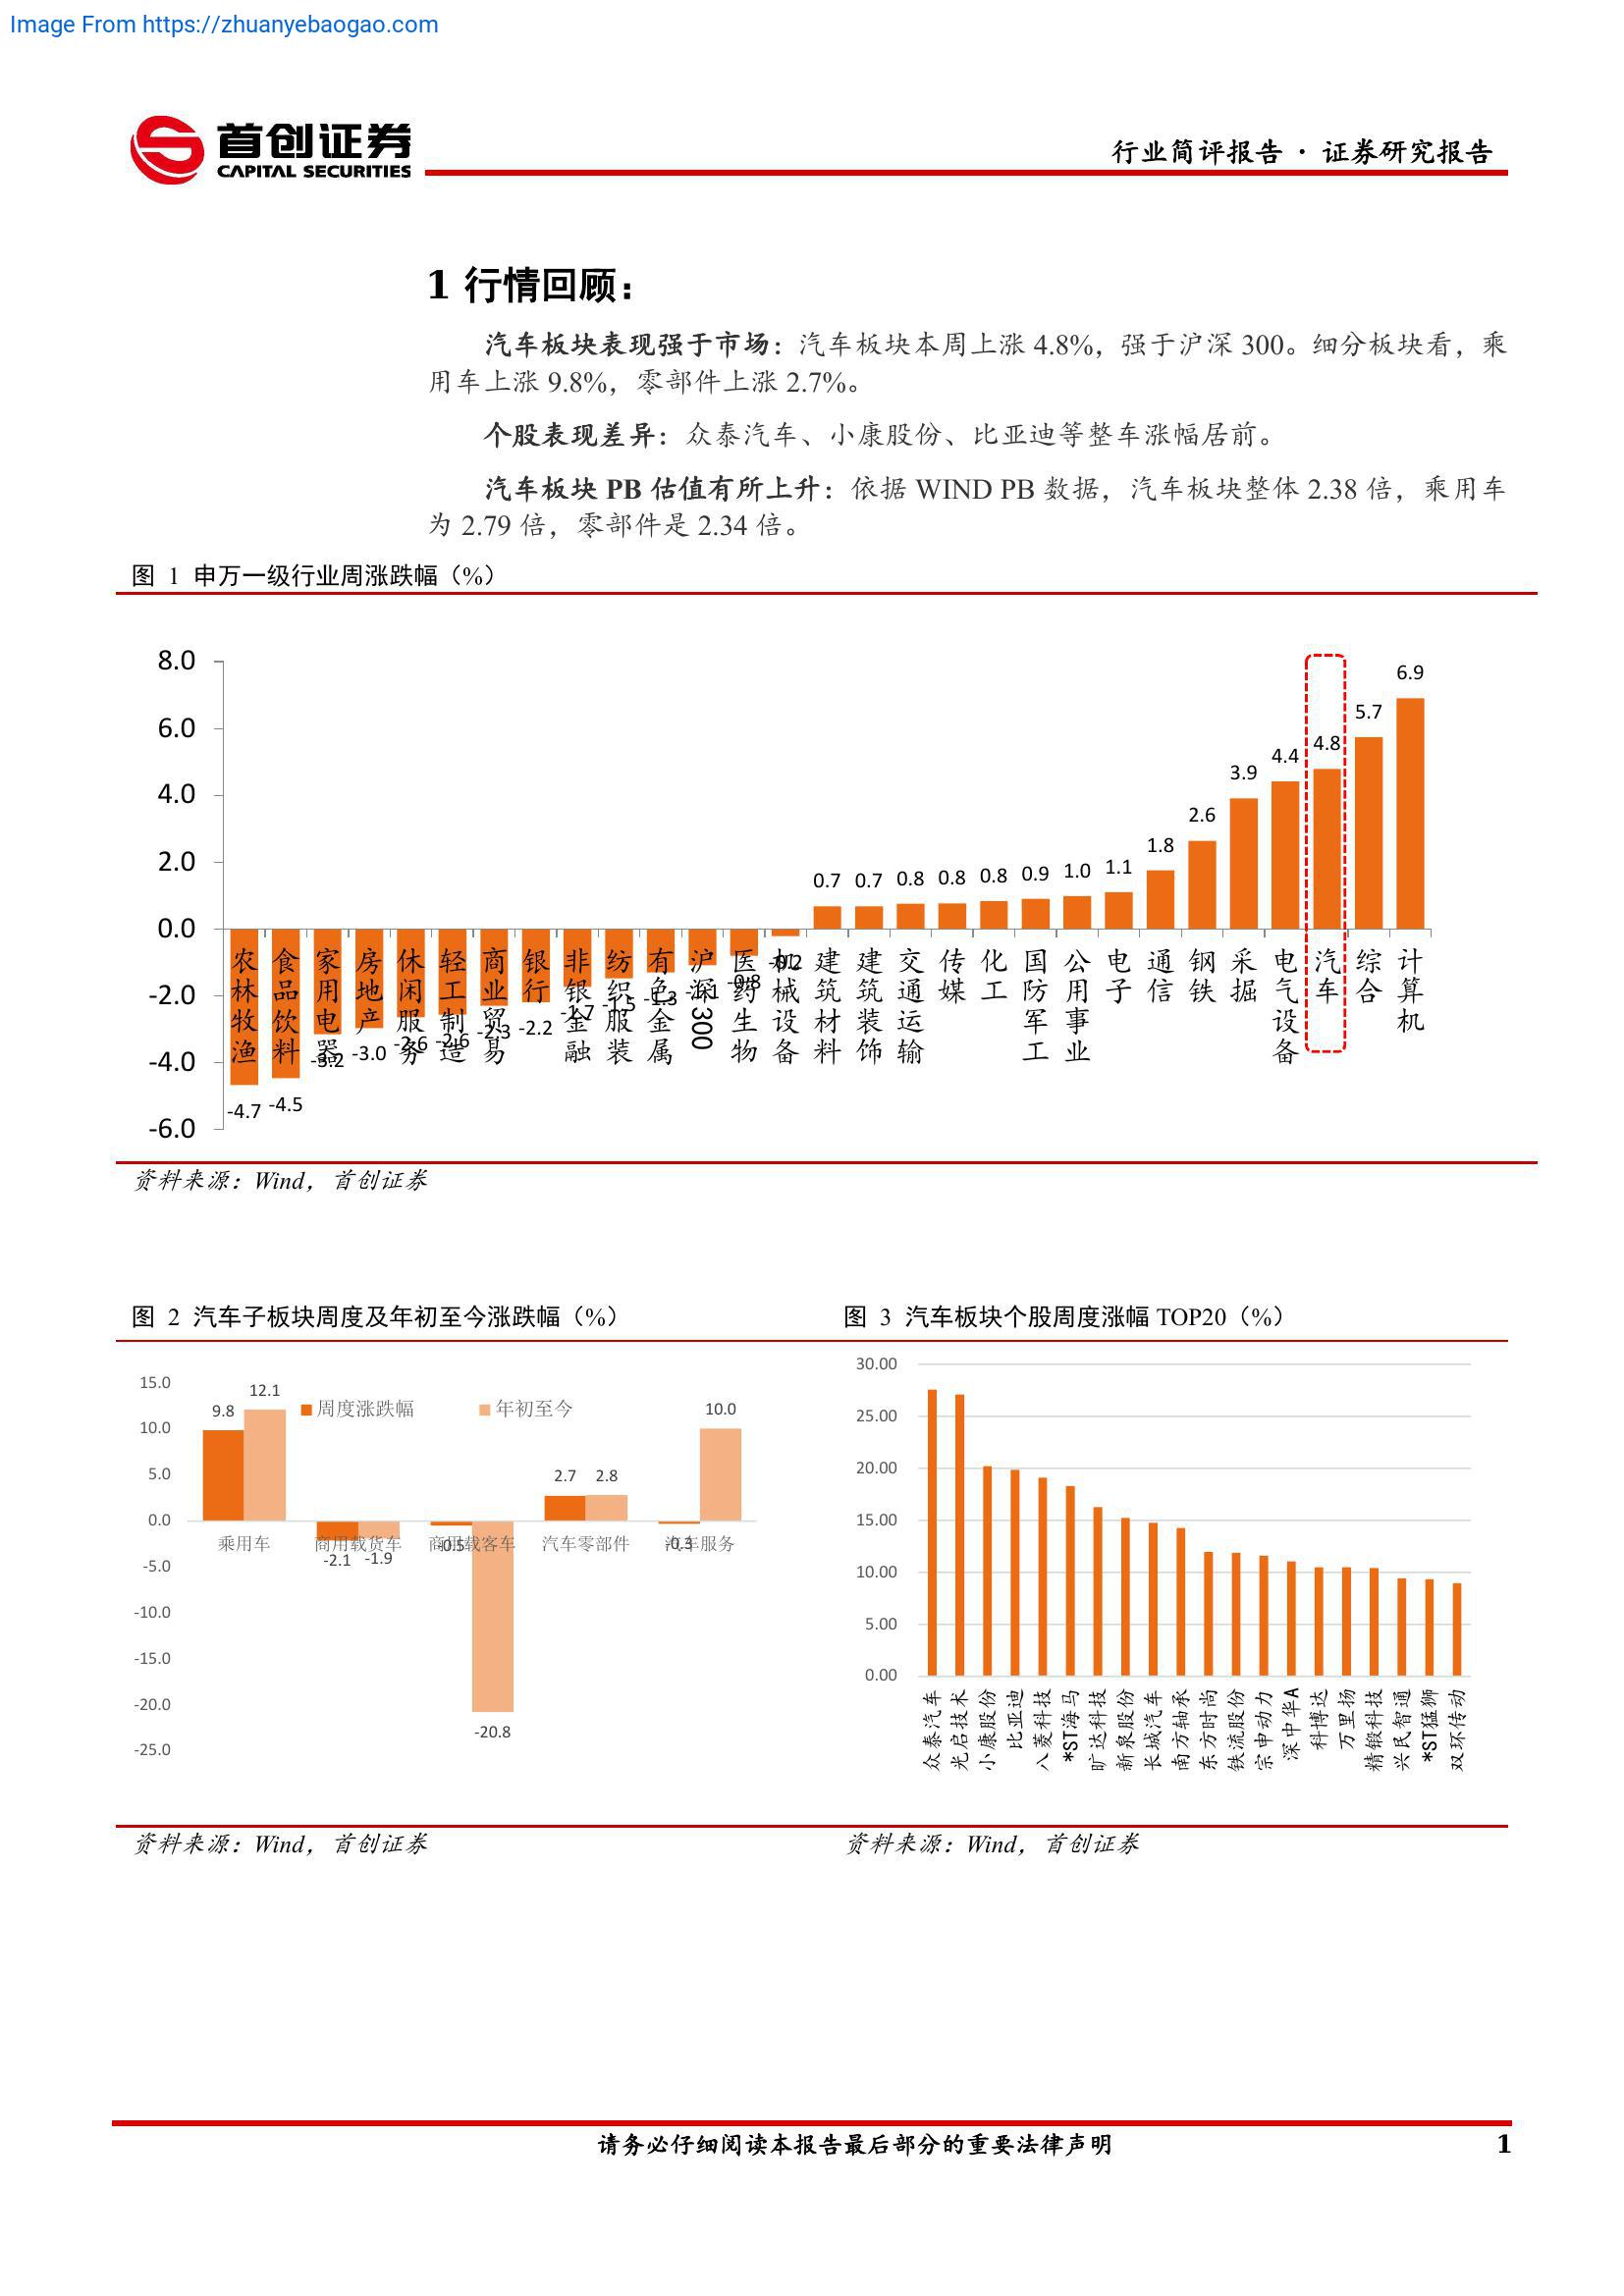 Image From https://zhuanyebaogao.com
首创证券
CAPITAL SECURITIES
行业简评报告 · 证券研究报告
1 行情回顾：
汽车板块表现强于市场：汽车板块本周上涨 4.8%，强于沪深 300。细分板块看，乘
用车上涨 9.8%，零部件上涨 2.7%。
个股表现差异：众泰汽车、小康股份、比亚迪等整车涨幅居前。
汽车板块 PB 估值有所上升：依据 WIND PB 数据，汽车板块整体 2.38 倍，乘用车
为 2.79 倍，零部件是 2.34 倍。
图 1 申万一级行业周涨跌幅（%）
8.0
6.0
4.0
2.0
0.0
-2.0
-4.0
-6.0
-4.7 -4.5 -3.2 -3.0 -2.6 -2.6 -2.3 -2.2 -1.7 -1.5 -1.3 -1.1 -0.8 -0.2 0.7 0.7 0.8 0.8 0.8 0.9 1.0 1.1 1.8 2.6 3.9 4.4 4.8 5.7 6.9
农林牧渔
食品饮料
家用电器
房地产
休闲服务
轻工制造
商业贸易
银行
非银金融
纺织服装
有色金属
沪深300
医药生物
机械设备
建筑材料
建筑装饰
交通运输
传媒
化工
国防军工
公用事业
电子
通信
钢铁
采掘
电气设备
汽车
综合
计算机
资料来源：Wind，首创证券
图 2 汽车子板块周度及年初至今涨跌幅（%）
15.0
10.0
5.0
0.0
-5.0
-10.0
-15.0
-20.0
-25.0
周度涨跌幅 年初至今
9.8 12.1
-2.1 -1.9
-0.5 -20.8
2.7 2.8
-0.3 10.0
乘用车 商用载货车 商用载客车 汽车零部件 汽车服务
图 3 汽车板块个股周度涨幅 TOP20（%）
30.00
25.00
20.00
15.00
10.00
5.00
0.00
众泰汽车
光启技术
小康股份
比亚迪
八菱科技
*ST海马
旷达科技
新泉股份
长城汽车
南方轴承
东方时尚
铁流股份
宗申动力
深中华A
科博达
万里扬
精锻科技
兴民智通
*ST猛狮
双环传动
资料来源：Wind，首创证券
资料来源：Wind，首创证券
请务必仔细阅读本报告最后部分的重要法律声明
1